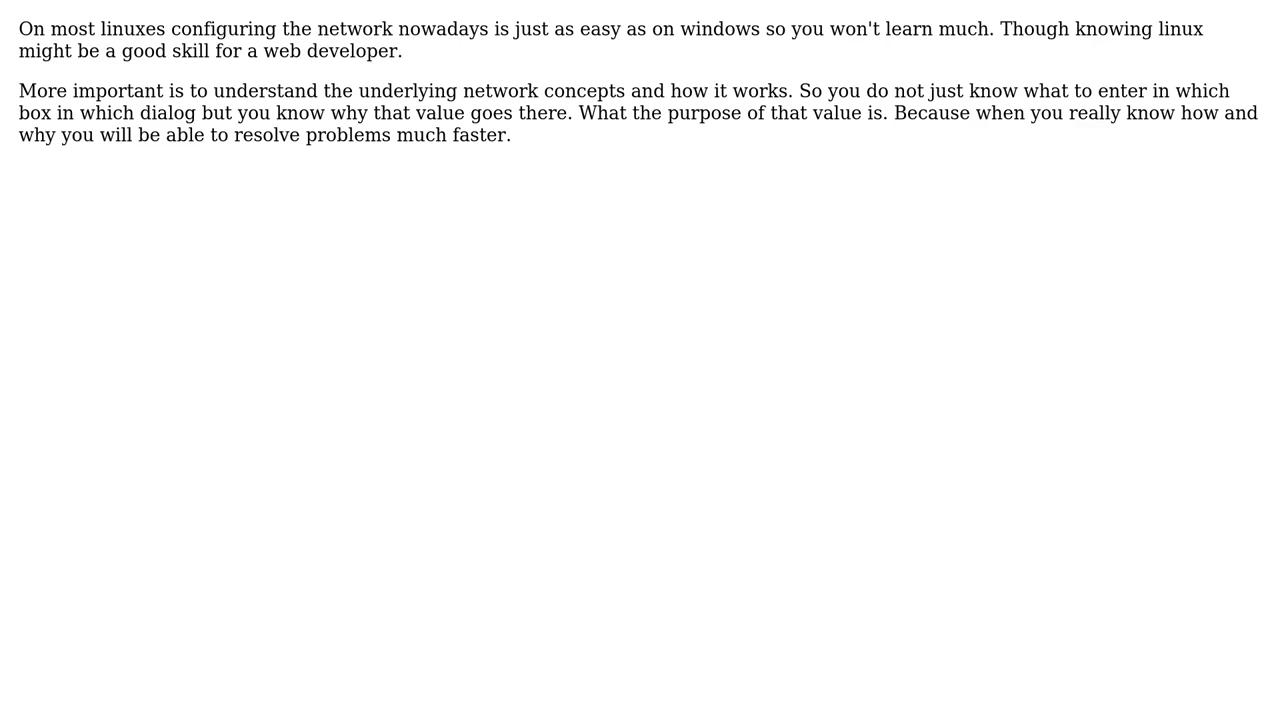 On most linuxes configuring the network nowadays is just as easy as on windows so you won't learn much. Though knowing linux
might be a good skill for a web developer.
More important is to understand the underlying network concepts and how it works. So you do not just know what to enter in which
box in which dialog but you know why that value goes there. What the purpose of that value is. Because when you really know how and
why you will be able to resolve problems much faster.